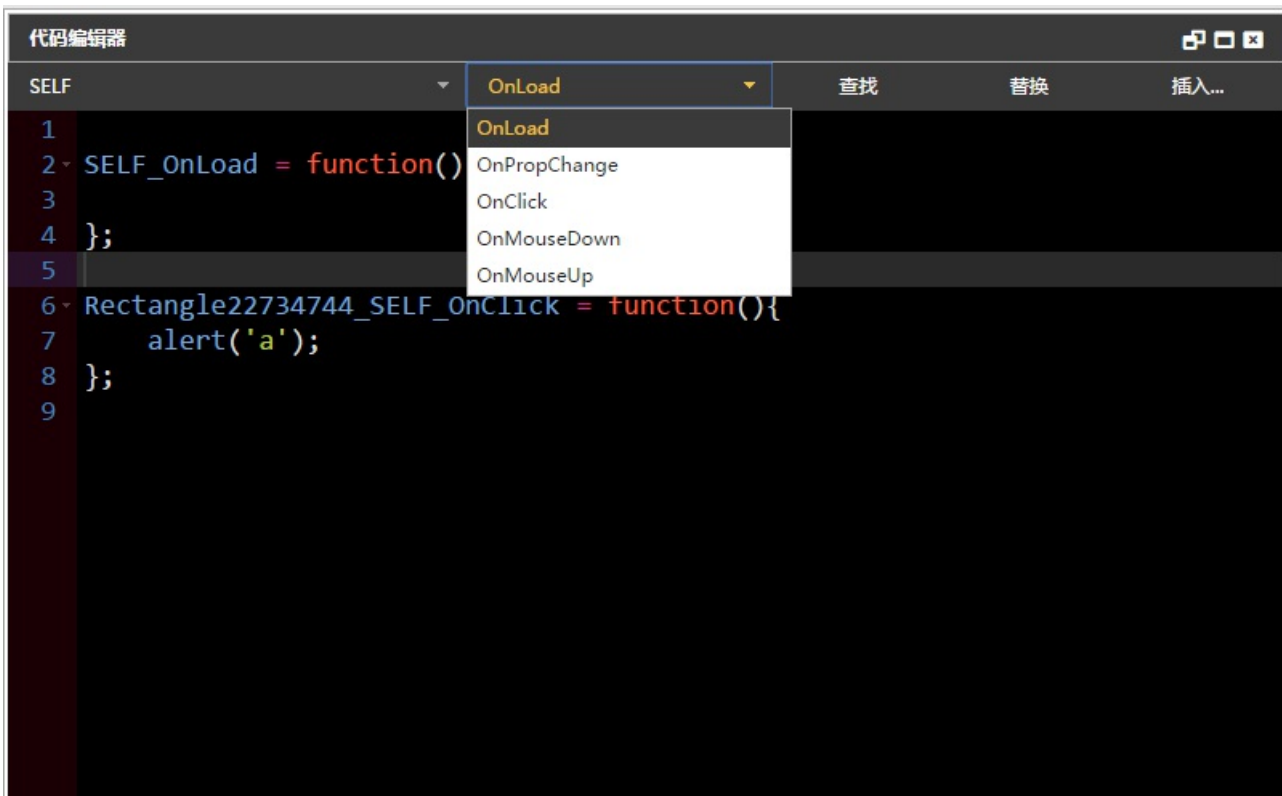 代码编辑器
SELF OnLoad 查找 替换 插入...
OnLoad
OnPropChange
OnClick
OnMouseDown
OnMouseUp
1
2 SELF_OnLoad = function()
3
4 };
5
6 Rectangle22734744_SELF_OnClick = function(){
7 alert('a');
8 };
9